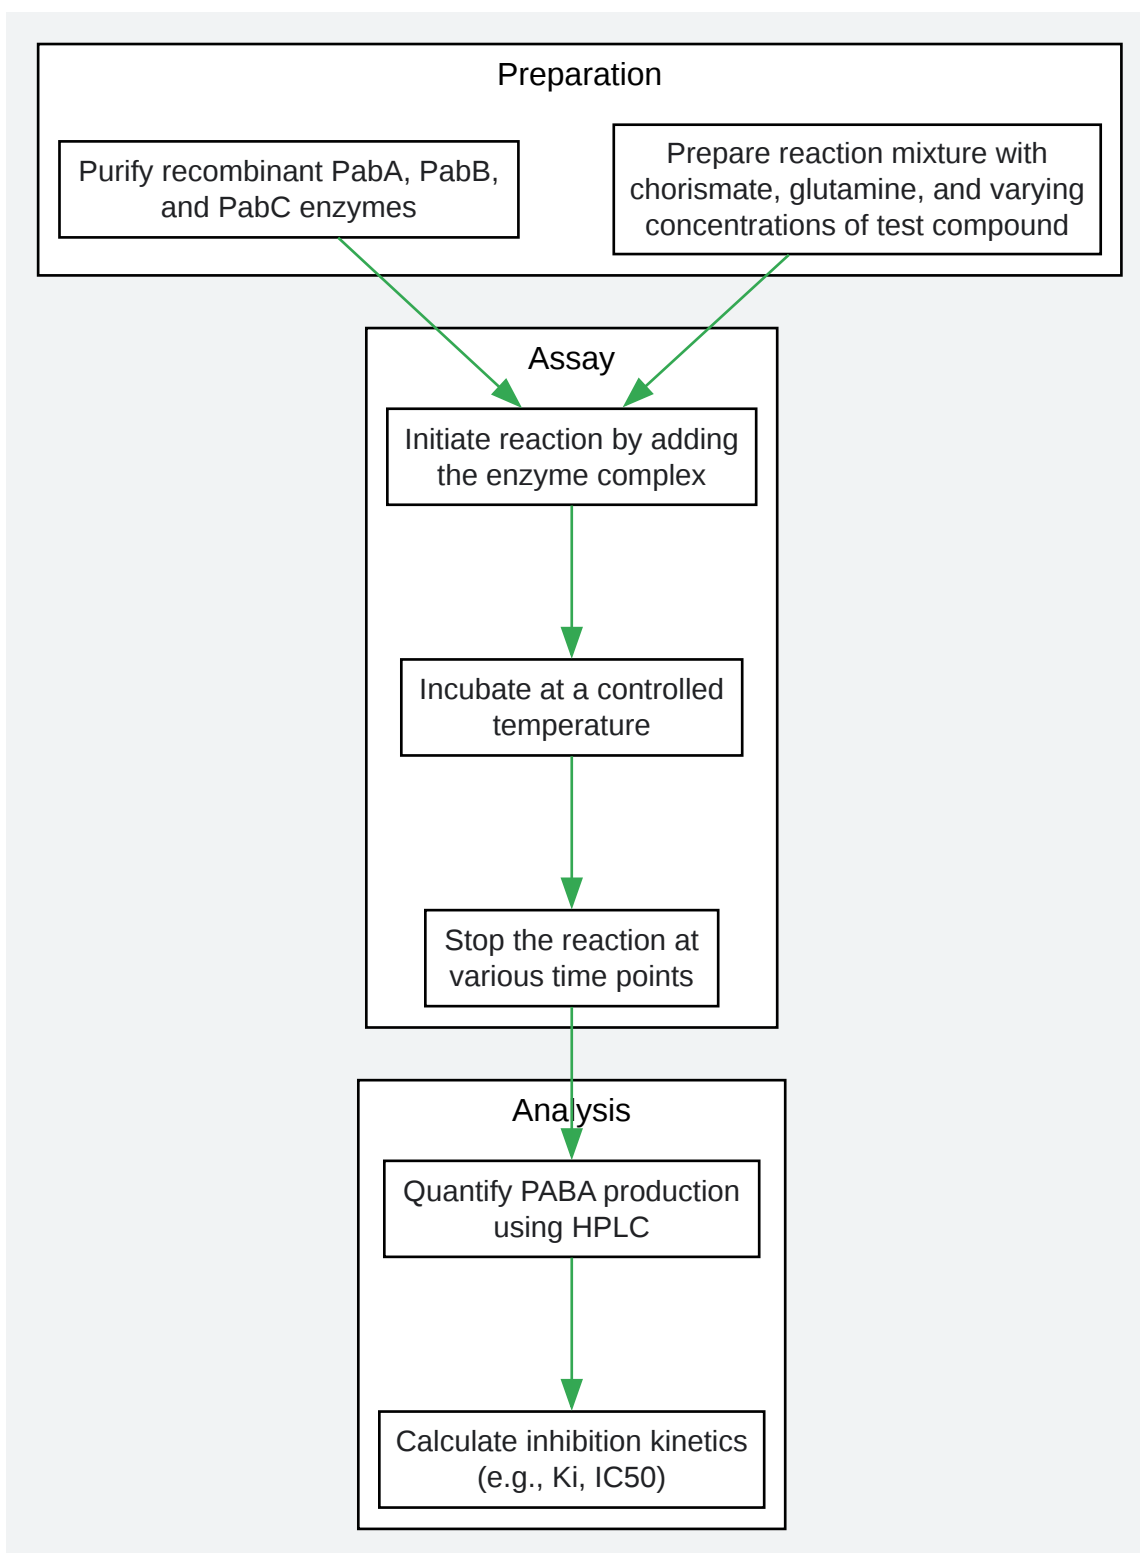 Preparation
Purify recombinant PabA, PabB,
and PabC enzymes
Prepare reaction mixture with
chorismate, glutamine, and varying
concentrations of test compound
Assay
Initiate reaction by adding
the enzyme complex
Incubate at a controlled
temperature
Stop the reaction at
various time points
Analysis
Quantify PABA production
using HPLC
Calculate inhibition kinetics
(e.g., Ki, IC50)